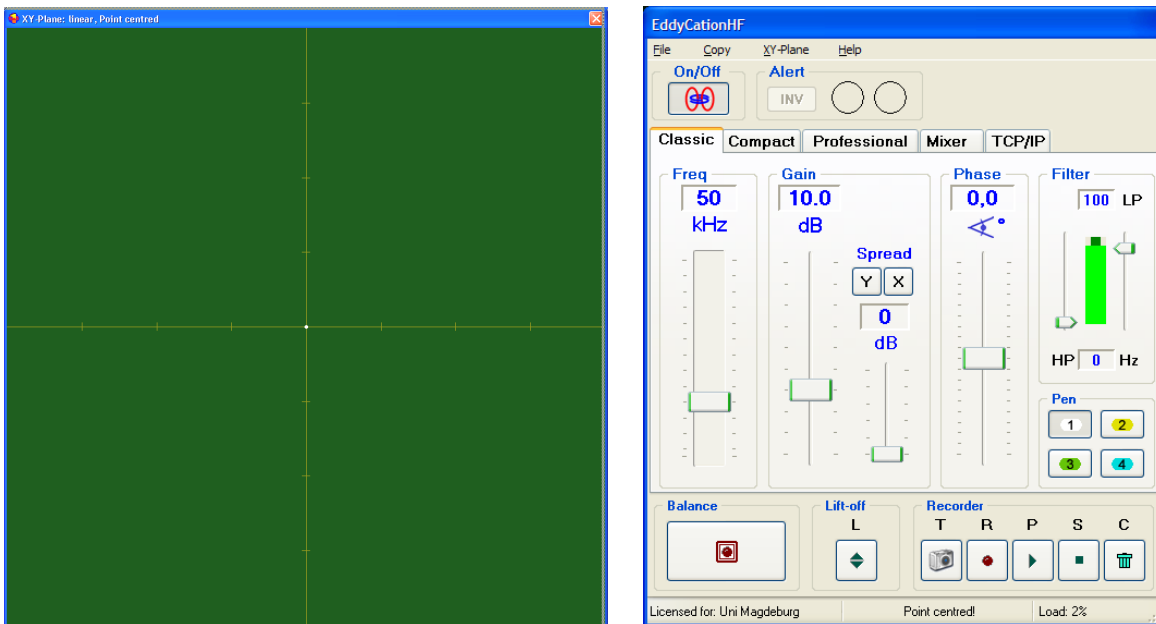 XY-Plane: linear, Point centred
EddyCationHF
File Copy XY-Plane Help
On/Off Alert
INV
Classic Compact Professional Mixer TCP/IP
Freq Gain Phase Filter
50 10.0 0,0 100 LP
kHz dB °
Spread
Y X
0
dB
HP 0 Hz
Pen
1 2
3 4
Balance Lift-off Recorder
L T R P S C
Licensed for: Uni Magdeburg Point centred! Load: 2%